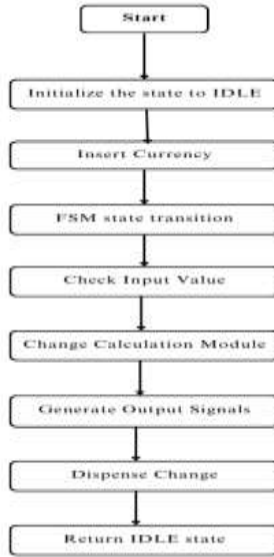 Start
Initialize the state to IDLE
Insert Currency
FSM state transition
Check Input Value
Change Calculation Module
Generate Output Signals
Dispense Change
Return IDLE state